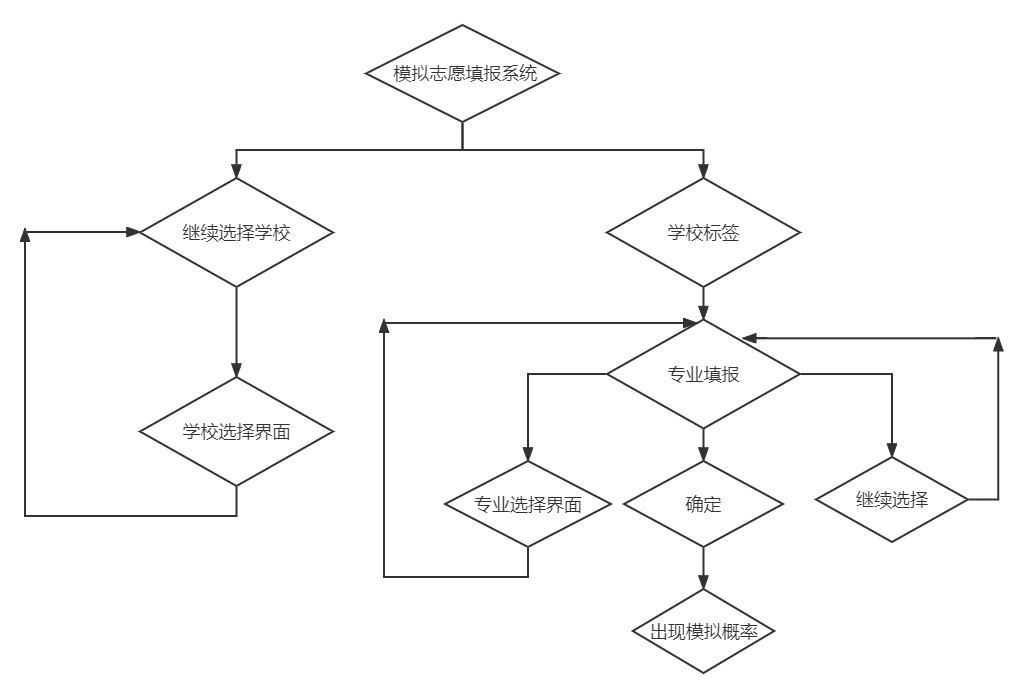 模拟志愿填报系统
继续选择学校
学校标签
专业填报
学校选择界面
专业选择界面
确定
继续选择
出现模拟概率